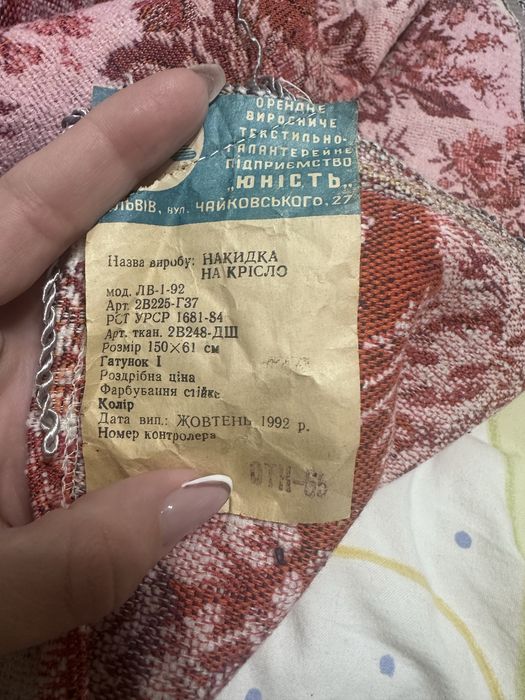 ОРЕНДНЕ
ВИРОБНИЧЕ
ТЕКСТИЛЬНО-
ГАЛАНТЕРЕЙНЕ
ПІДПРИЄМСТВО
„ЮНІСТЬ„
ЛЬВІВ, вул. ЧАЙКОВСЬКОГО, 27
Назва виробу: НАКИДКА
НА КРІСЛО
мод. ЛВ-1-92
Арт. 2В225-Г37
РСТ УРСР 1681-84
Арт. ткан. 2В248-ДШ
Розмір 150×61 см
Ґатунок І
Роздрібна ціна
Фарбування стійке
Колір
Дата вип.: ЖОВТЕНЬ 1992 р.
Номер контролера
ОТК-65